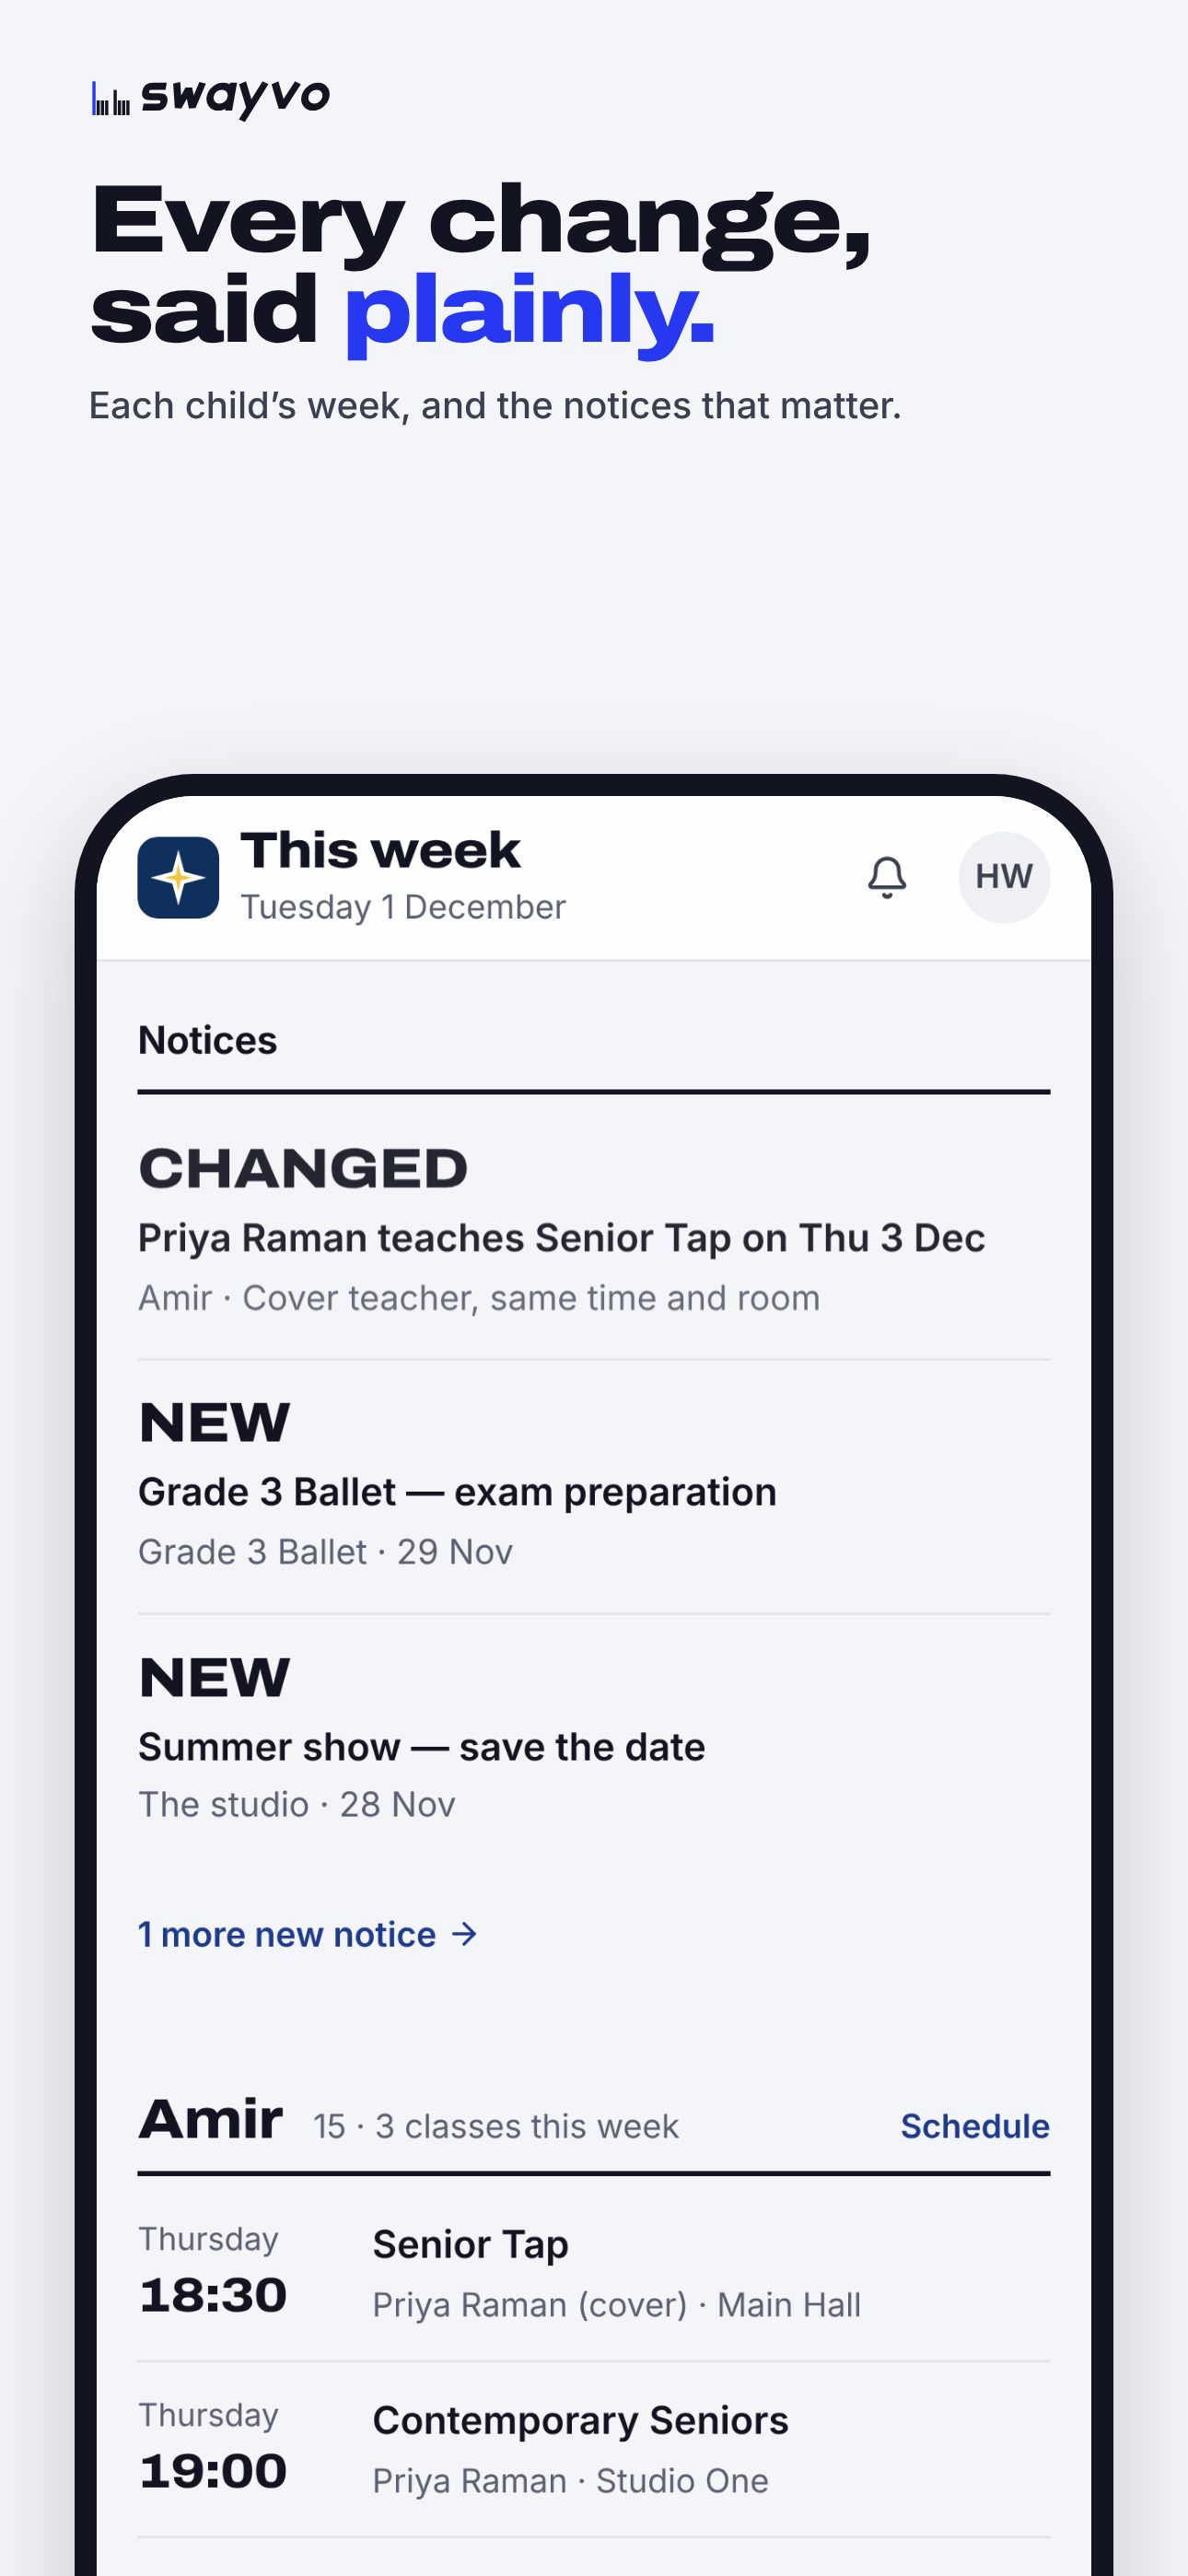 swayvo
Every change,
said plainly.
Each child’s week, and the notices that matter.
This week
Tuesday 1 December
HW
Notices
CHANGED
Priya Raman teaches Senior Tap on Thu 3 Dec
Amir · Cover teacher, same time and room
NEW
Grade 3 Ballet — exam preparation
Grade 3 Ballet · 29 Nov
NEW
Summer show — save the date
The studio · 28 Nov
1 more new notice →
Amir 15 · 3 classes this week Schedule
Thursday
18:30
Senior Tap
Priya Raman (cover) · Main Hall
Thursday
19:00
Contemporary Seniors
Priya Raman · Studio One